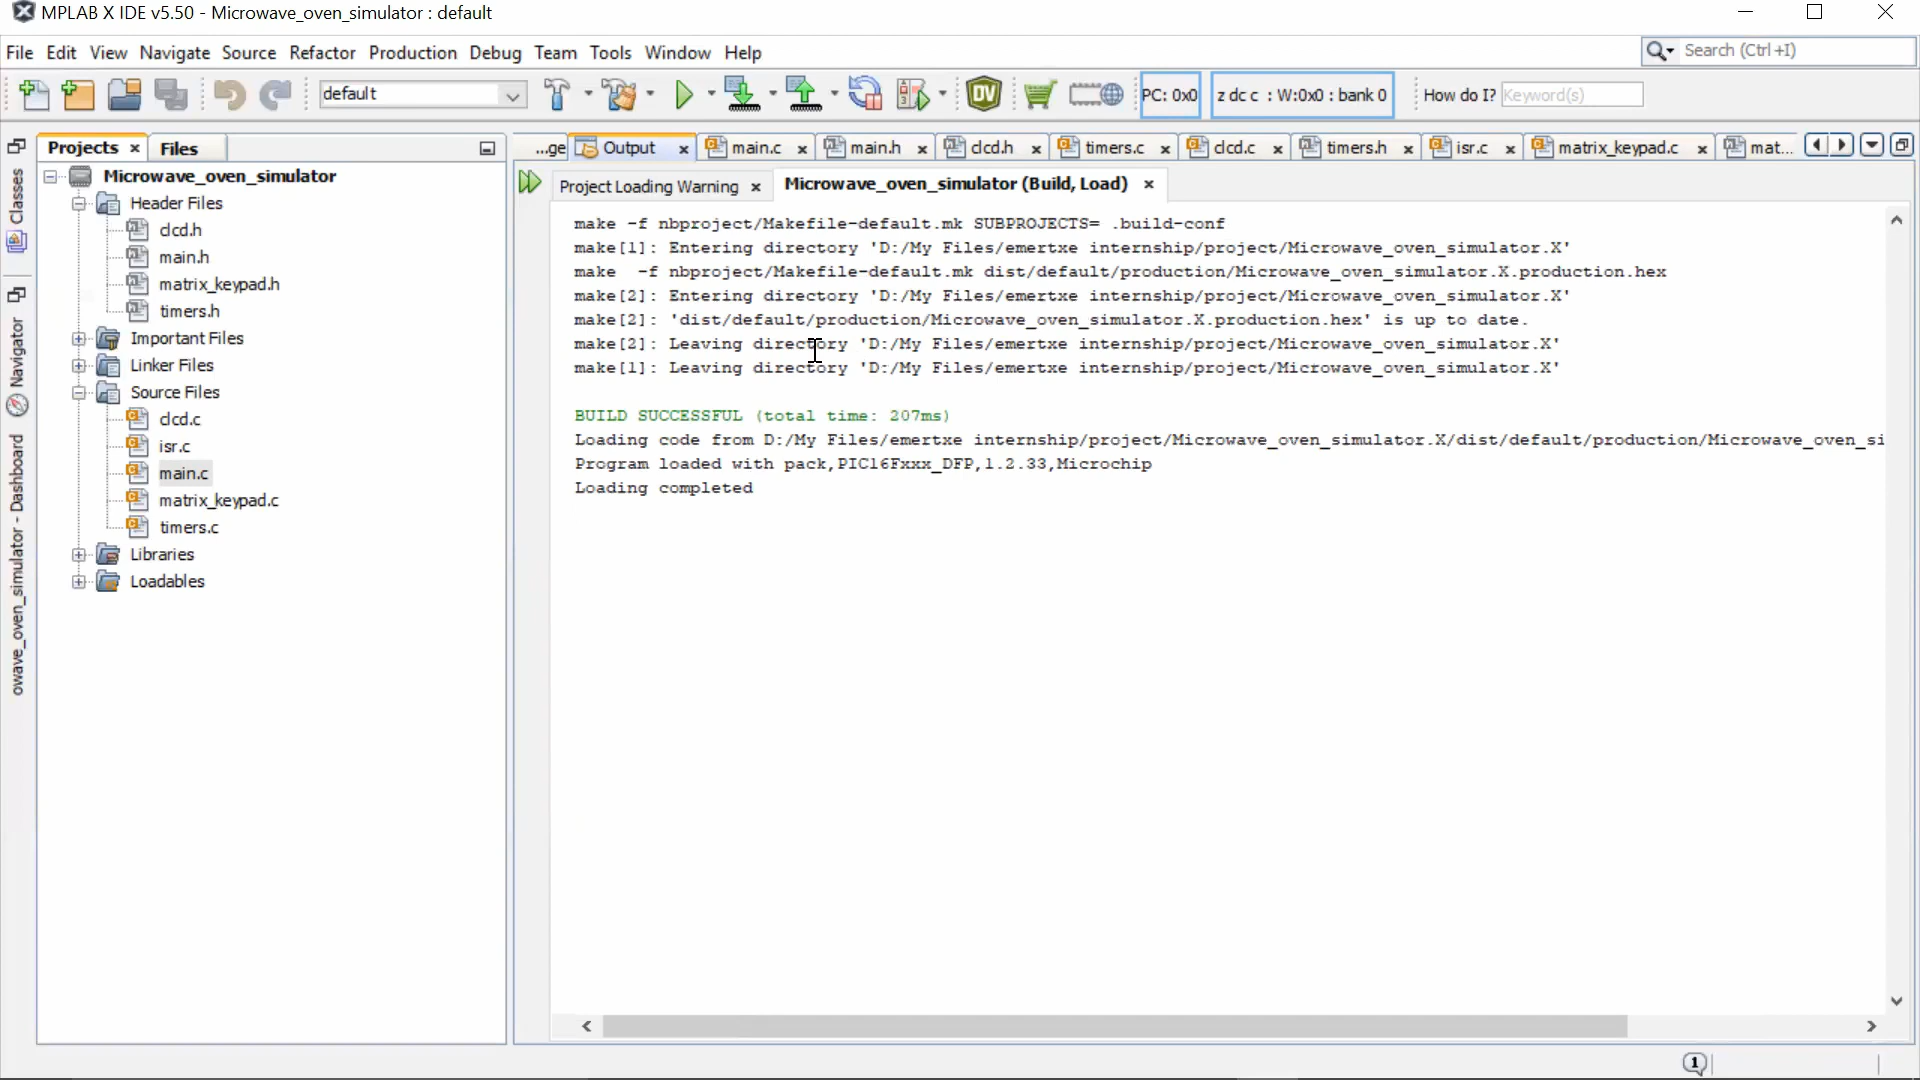 MPLAB X IDE v5.50 - Microwave_oven_simulator : default
File Edit View Navigate Source Refactor Production Debug Team Tools Window Help
Search (Ctrl+I)
default
DV
PC: 0x0
z dc c : W:0x0 : bank 0
How do I? Keyword(s)
Projects
Files
...ge
Output
main.c
main.h
clcd.h
timers.c
clcd.c
timers.h
isr.c
matrix_keypad.c
mat...
Classes
Navigator
owave_oven_simulator - Dashboard
Microwave_oven_simulator
Header Files
clcd.h
main.h
matrix_keypad.h
timers.h
Important Files
Linker Files
Source Files
clcd.c
isr.c
main.c
matrix_keypad.c
timers.c
Libraries
Loadables
Project Loading Warning
Microwave_oven_simulator (Build, Load)
make -f nbproject/Makefile-default.mk SUBPROJECTS= .build-conf
make[1]: Entering directory 'D:/My Files/emertxe internship/project/Microwave_oven_simulator.X'
make  -f nbproject/Makefile-default.mk dist/default/production/Microwave_oven_simulator.X.production.hex
make[2]: Entering directory 'D:/My Files/emertxe internship/project/Microwave_oven_simulator.X'
make[2]: 'dist/default/production/Microwave_oven_simulator.X.production.hex' is up to date.
make[2]: Leaving directory 'D:/My Files/emertxe internship/project/Microwave_oven_simulator.X'
make[1]: Leaving directory 'D:/My Files/emertxe internship/project/Microwave_oven_simulator.X'
BUILD SUCCESSFUL (total time: 207ms)
Loading code from D:/My Files/emertxe internship/project/Microwave_oven_simulator.X/dist/default/production/Microwave_oven_si
Program loaded with pack,PIC16Fxxx_DFP,1.2.33,Microchip
Loading completed
1